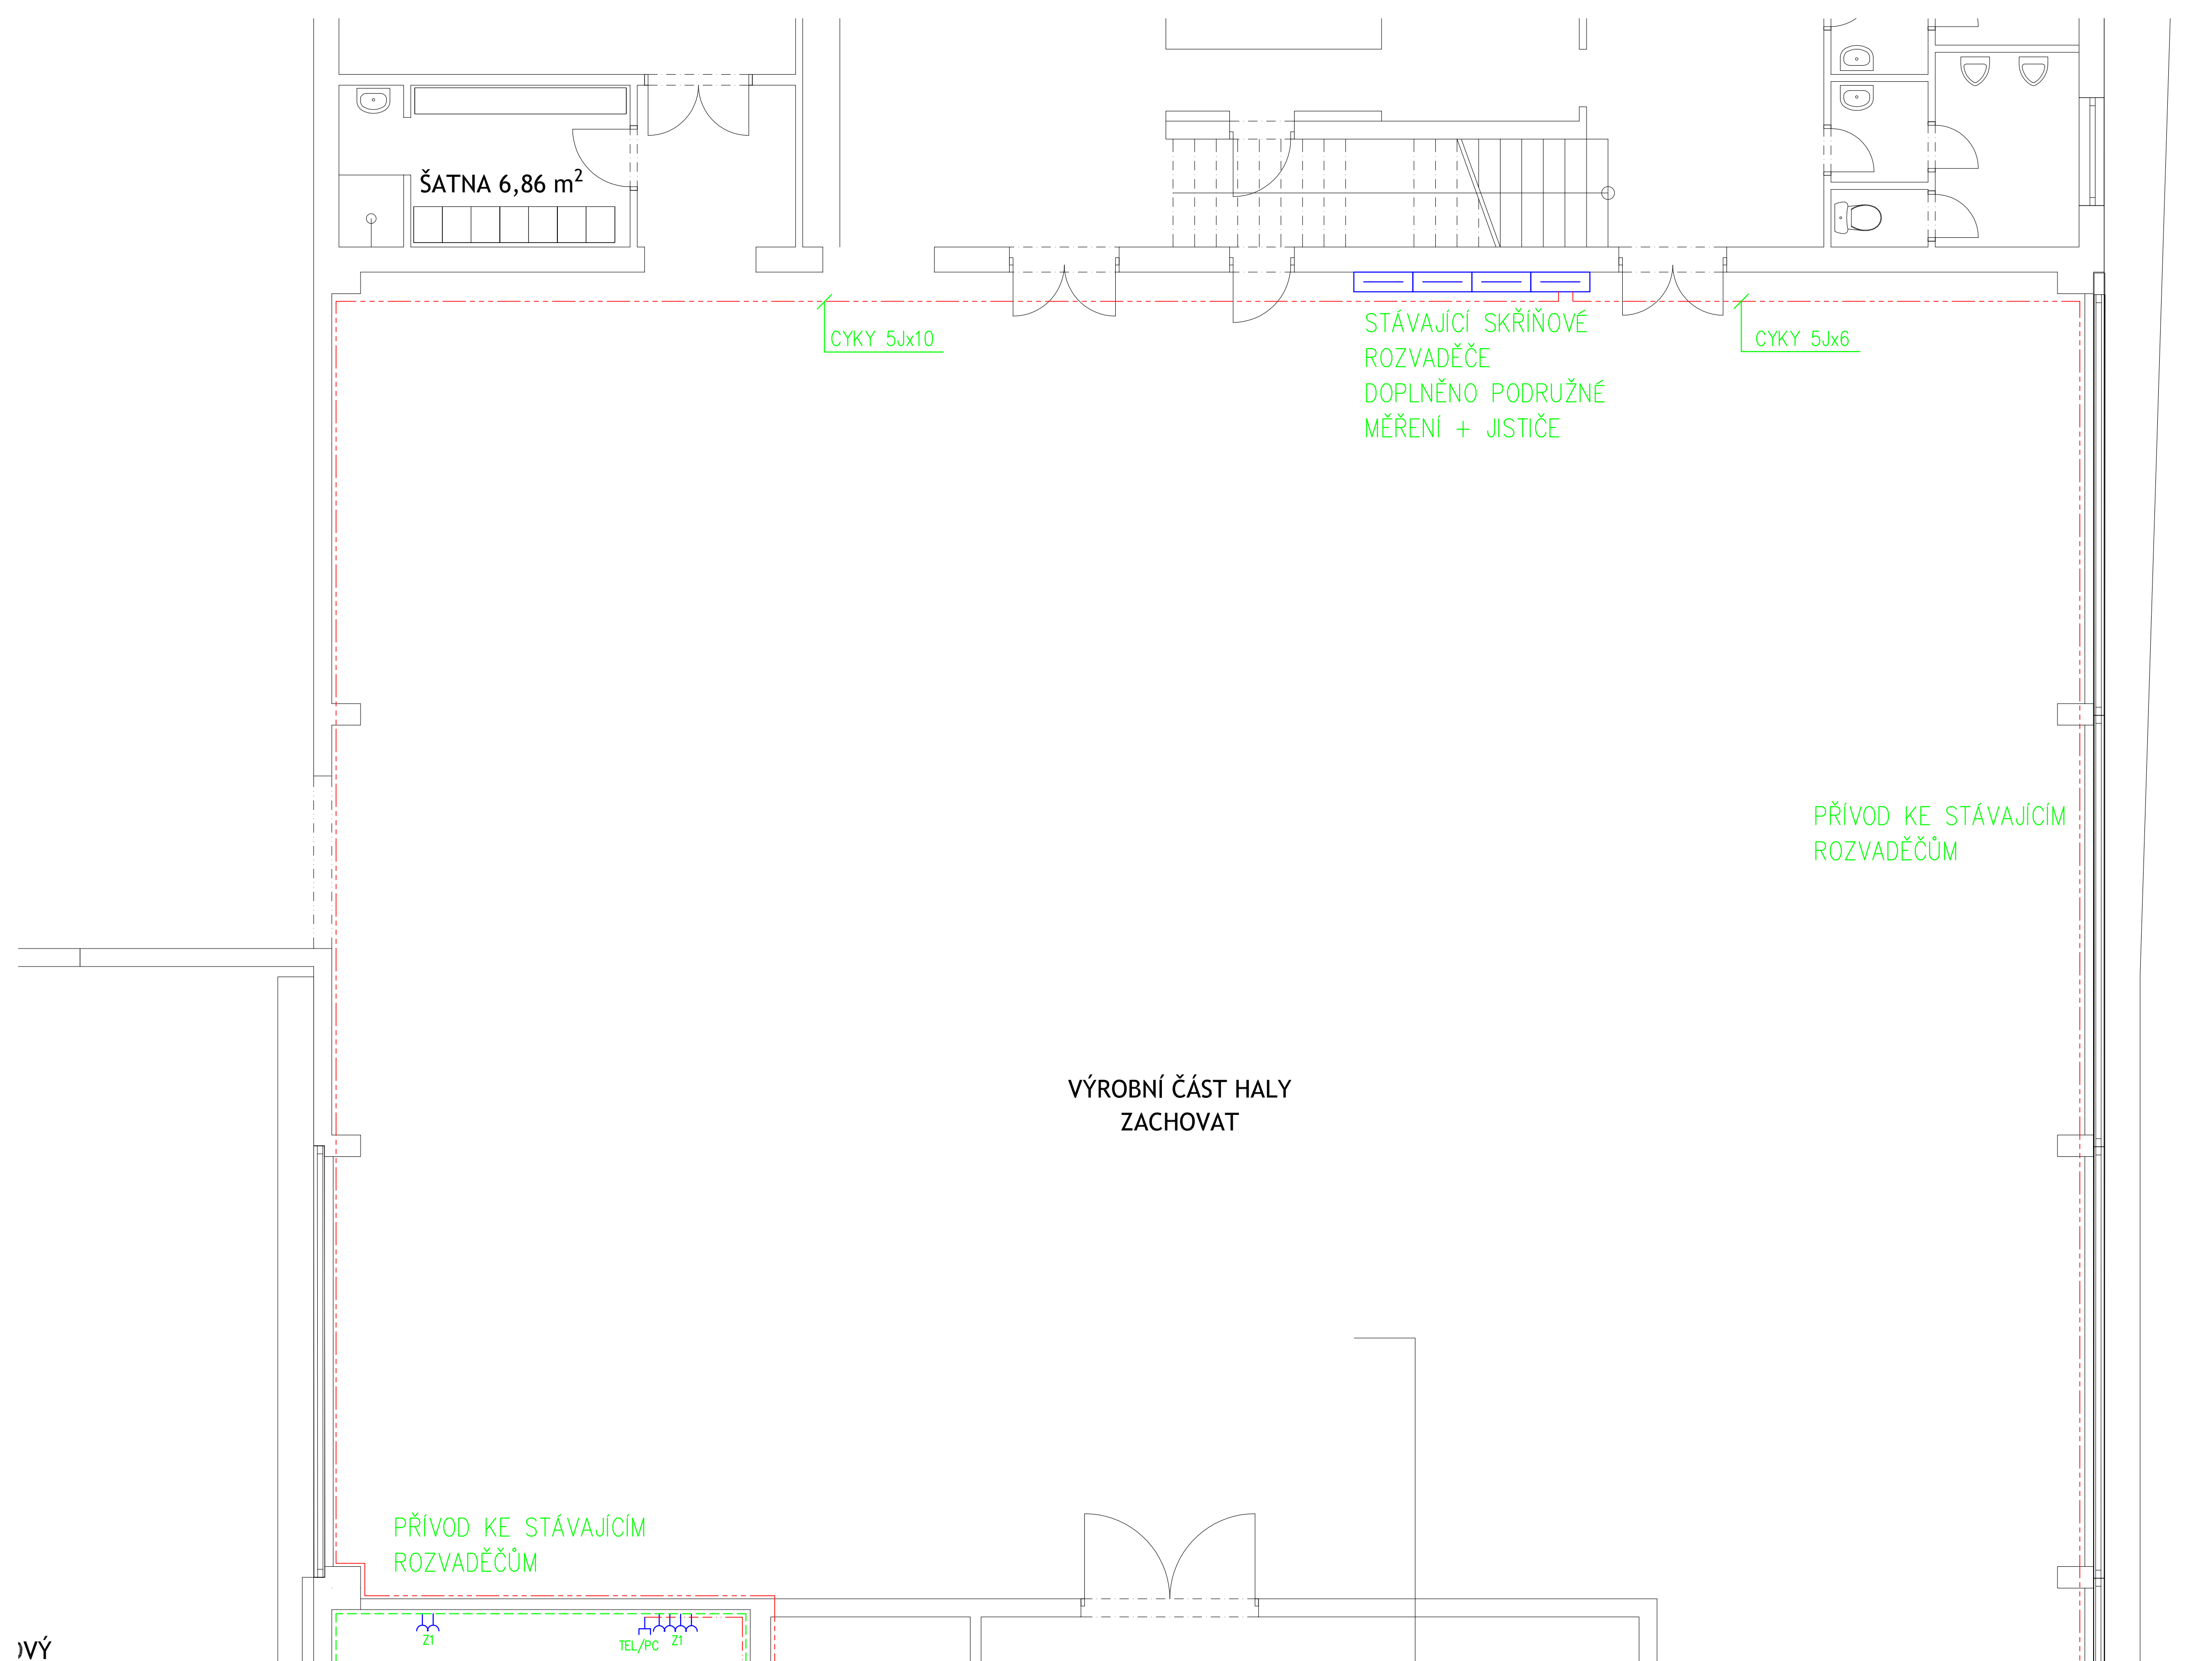 ŠATNA 6,86 m²
CYKY 5Jx10
STÁVAJÍCÍ SKŘÍŇOVÉ
ROZVADĚČE
DOPLNĚNO PODRUŽNÉ
MĚŘENÍ + JISTIČE
CYKY 5Jx6
PŘÍVOD KE STÁVAJÍCÍM
ROZVADĚČŮM
VÝROBNÍ ČÁST HALY
ZACHOVAT
PŘÍVOD KE STÁVAJÍCÍM
ROZVADĚČŮM
Z1
TEL/PC
Z1